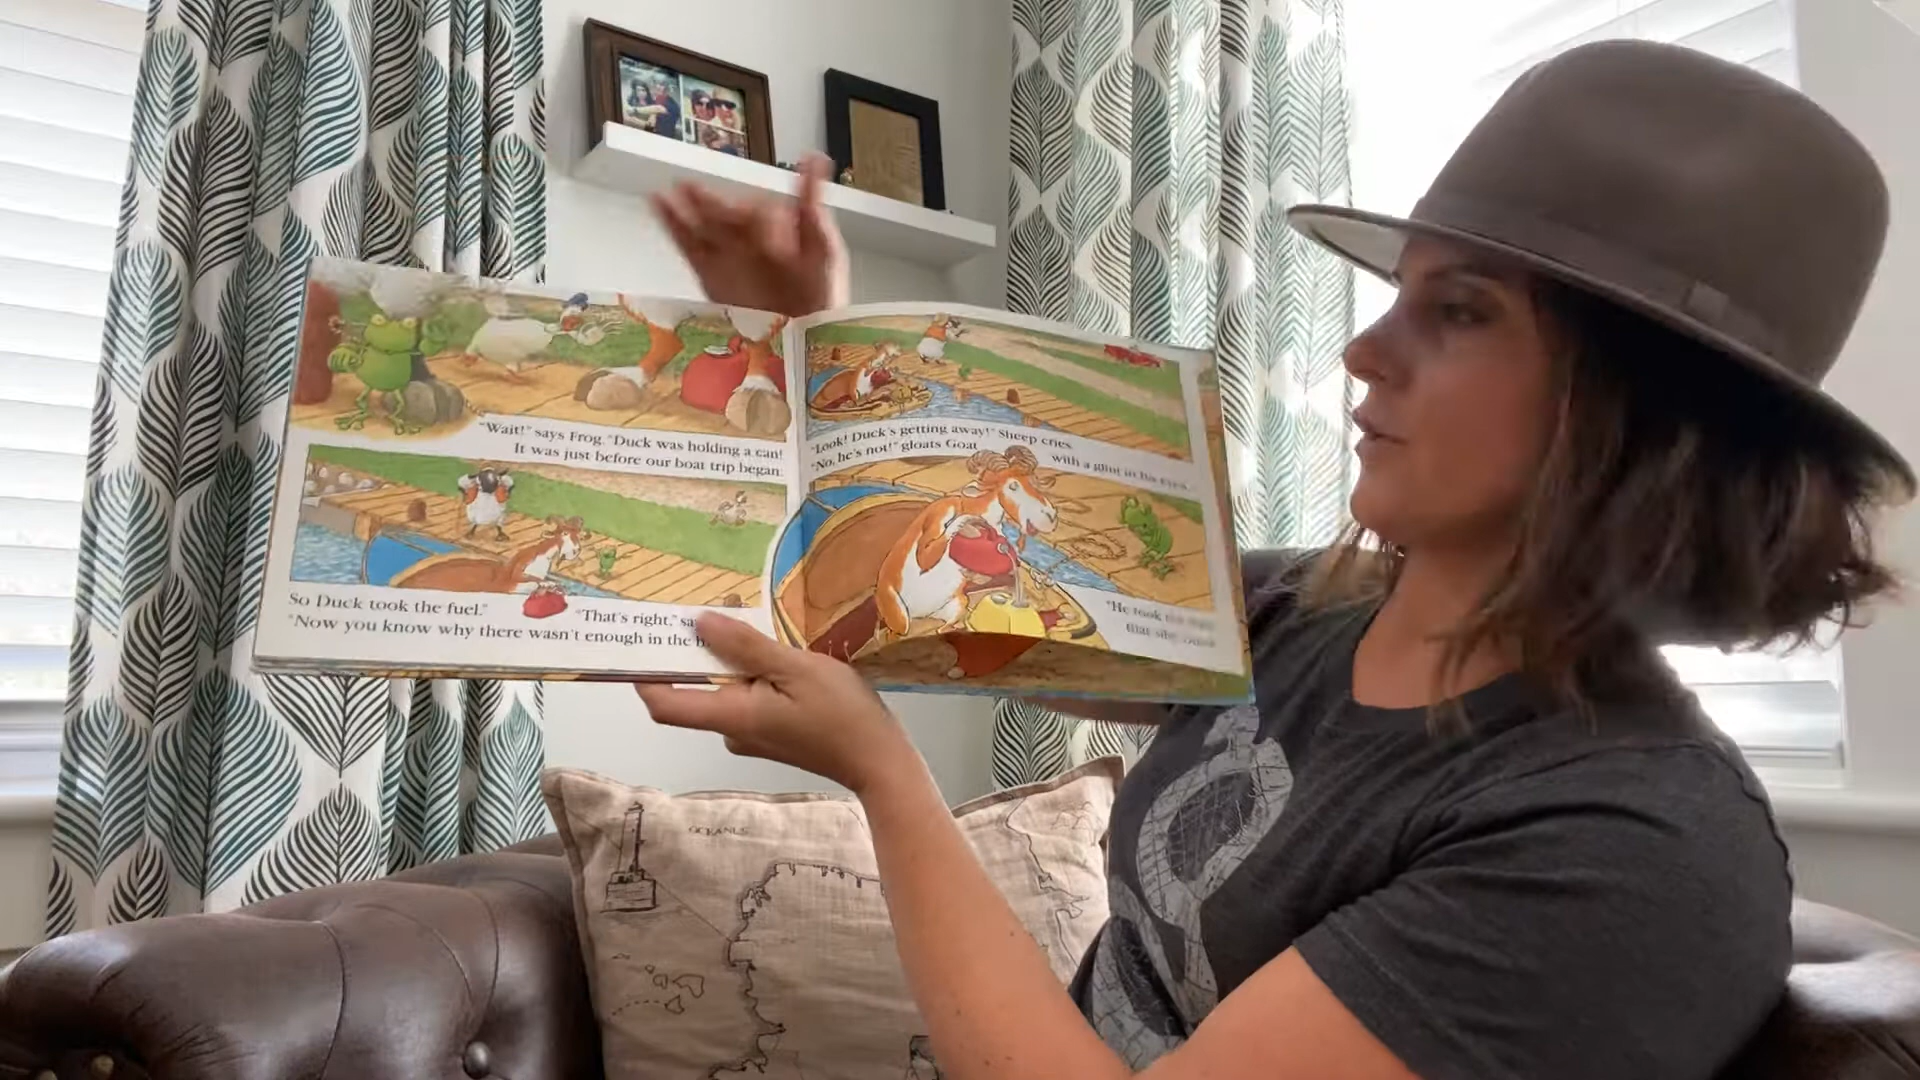 "Wait!" says Frog. "Duck was holding a can!
It was just before our boat trip began.
So Duck took the fuel."
"That's right,"
"Now you know why there wasn't enough in the
"Look! Duck's getting away!" Sheep cries.
"No, he's not!" gloats Goat
with a glint in his eyes.
"He took
OCEANUS